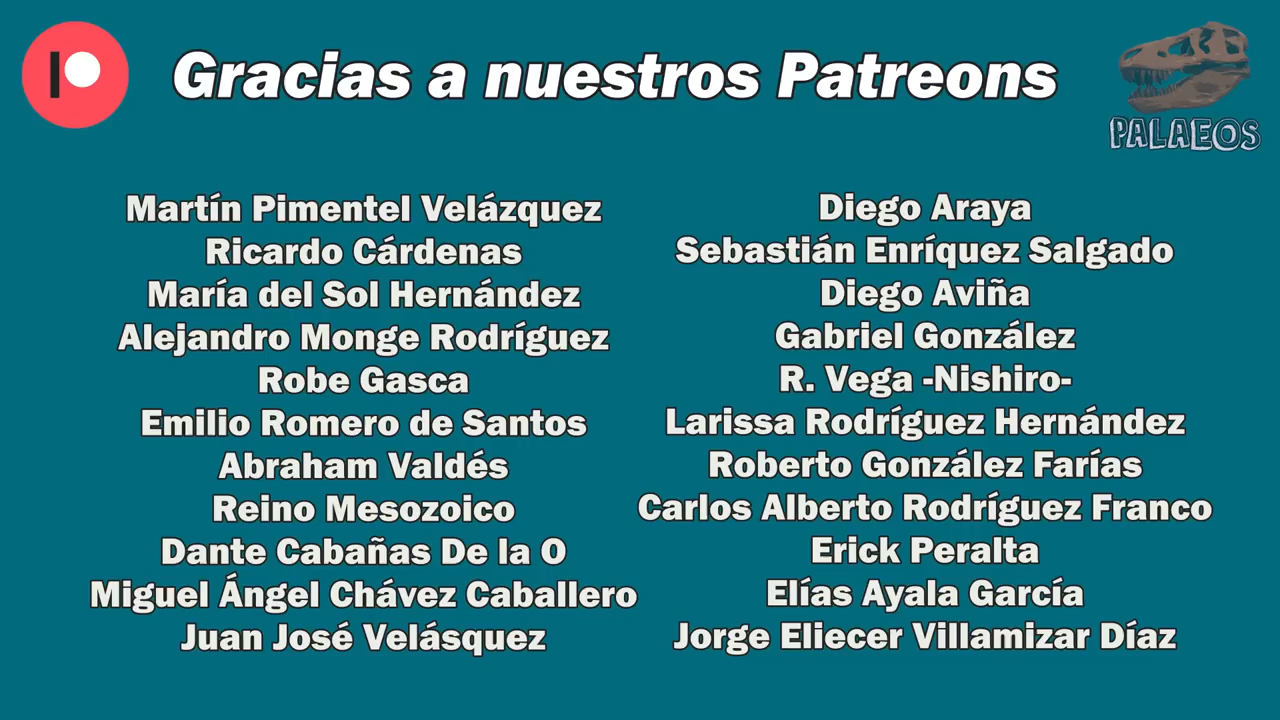 Gracias a nuestros Patreons
PALAEOS
Martín Pimentel Velázquez
Ricardo Cárdenas
María del Sol Hernández
Alejandro Monge Rodríguez
Robe Gasca
Emilio Romero de Santos
Abraham Valdés
Reino Mesozoico
Dante Cabañas De la O
Miguel Ángel Chávez Caballero
Juan José Velásquez
Diego Araya
Sebastián Enríquez Salgado
Diego Aviña
Gabriel González
R. Vega -Nishiro-
Larissa Rodríguez Hernández
Roberto González Farías
Carlos Alberto Rodríguez Franco
Erick Peralta
Elías Ayala García
Jorge Eliecer Villamizar Díaz